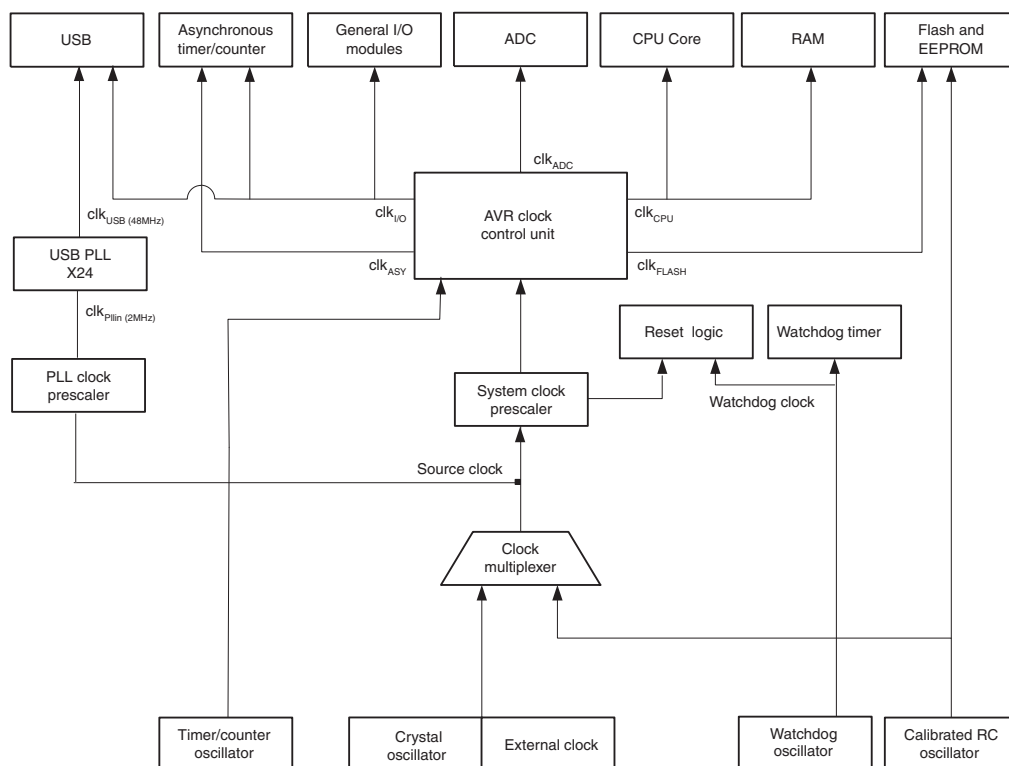 USB
Asynchronous
timer/counter
General I/O
modules
ADC
CPU Core
RAM
Flash and
EEPROM
clkADC
clkI/O
AVR clock
control unit
clkCPU
clkUSB (48MHz)
USB PLL
X24
clkASY
clkFLASH
clkPllin (2MHz)
Reset logic
Watchdog timer
PLL clock
prescaler
System clock
prescaler
Watchdog clock
Source clock
Clock
multiplexer
Timer/counter
oscillator
Crystal
oscillator
External clock
Watchdog
oscillator
Calibrated RC
oscillator